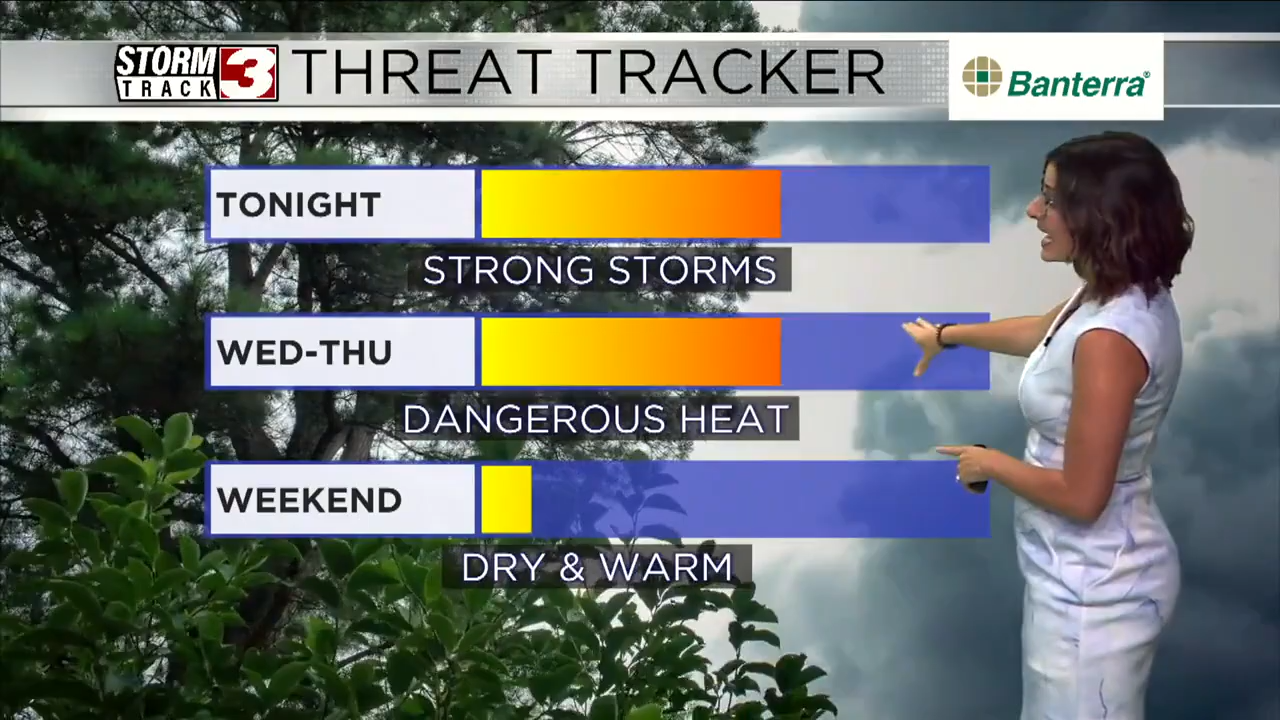 STORM
TRACK 3
THREAT TRACKER
Banterra®
TONIGHT
STRONG STORMS
WED-THU
DANGEROUS HEAT
WEEKEND
DRY & WARM